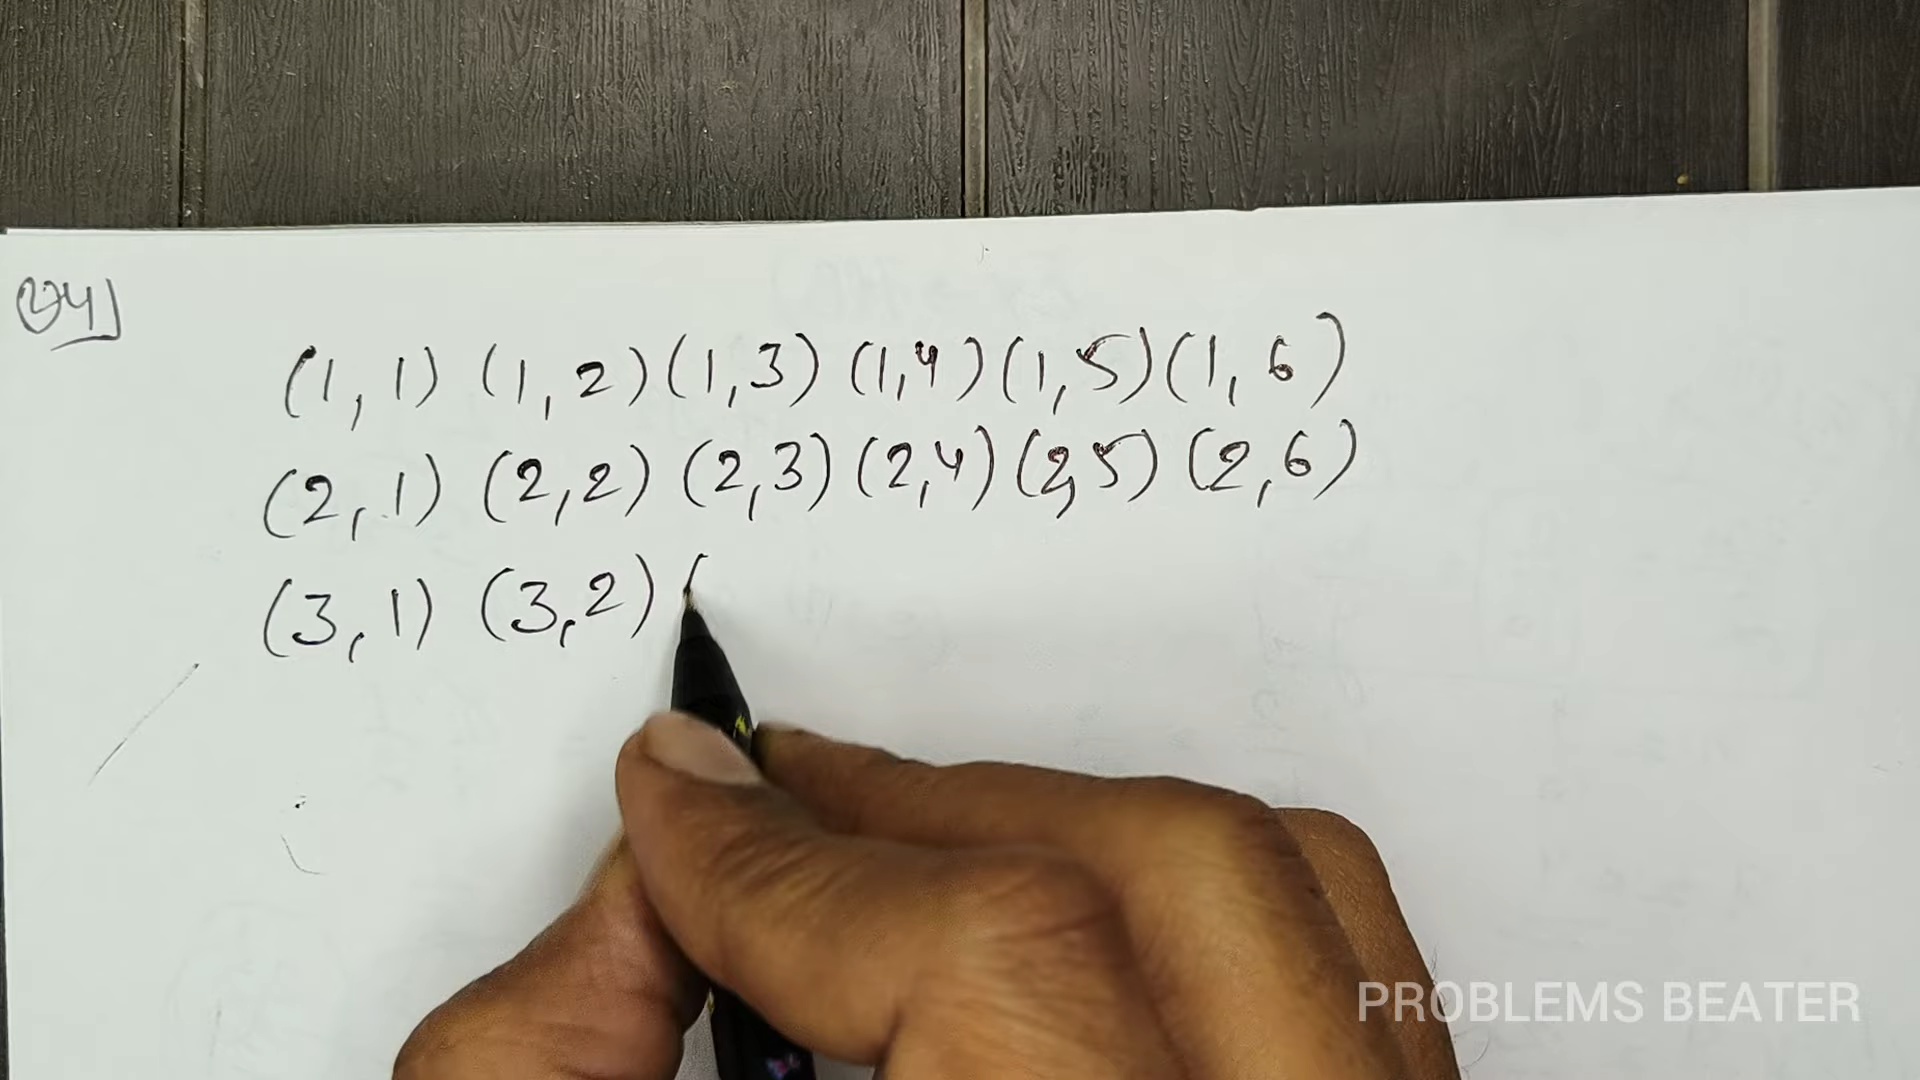 Q4]
(1,1) (1,2) (1,3) (1,4) (1,5) (1,6)
(2,1) (2,2) (2,3) (2,4) (2,5) (2,6)
(3,1) (3,2) (
PROBLEMS BEATER